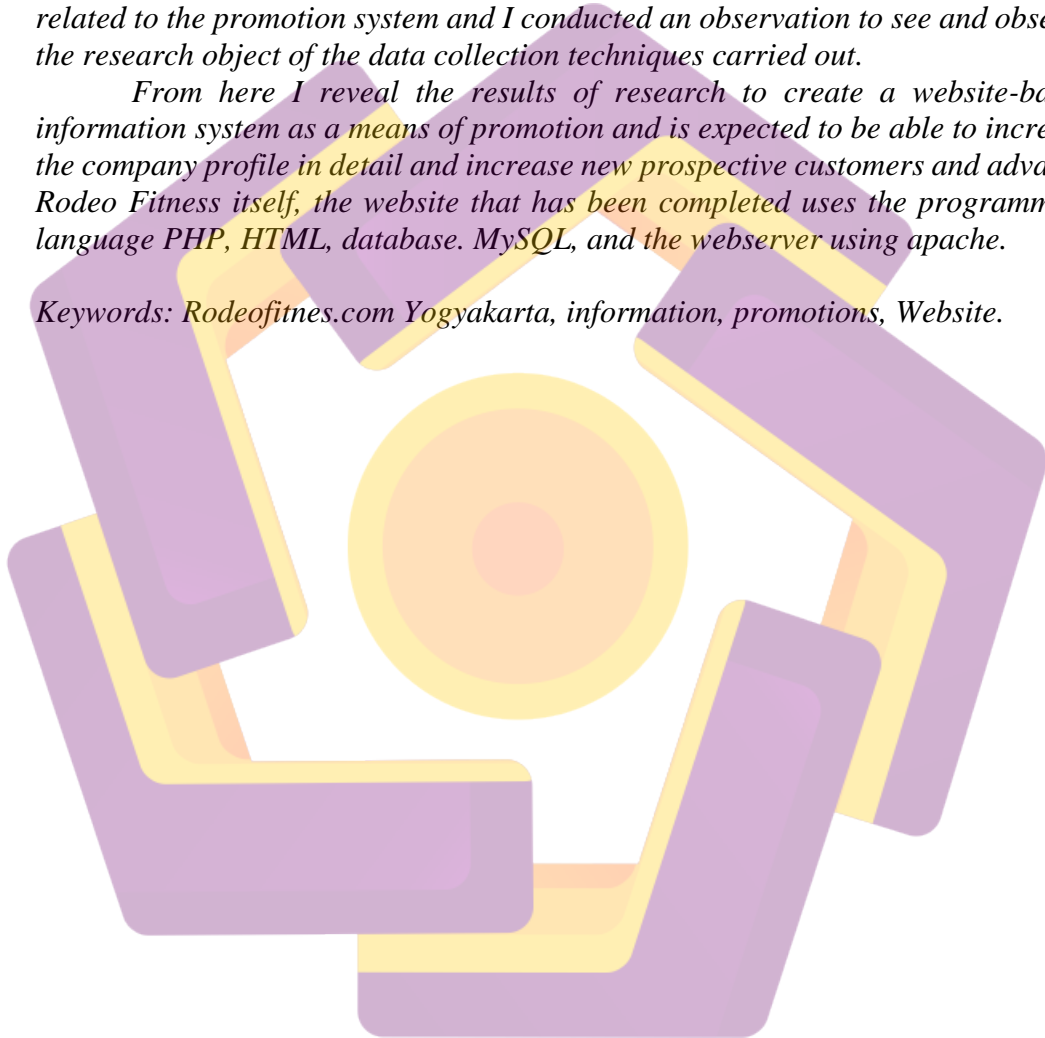 related to the promotion system and I conducted an observation to see and obse
the research object of the data collection techniques carried out.
From here I reveal the results of research to create a website-ba
information system as a means of promotion and is expected to be able to incre
the company profile in detail and increase new prospective customers and adva
Rodeo Fitness itself, the website that has been completed uses the programm
language PHP, HTML, database. MySQL, and the webserver using apache.
Keywords: Rodeofitnes.com Yogyakarta, information, promotions, Website.